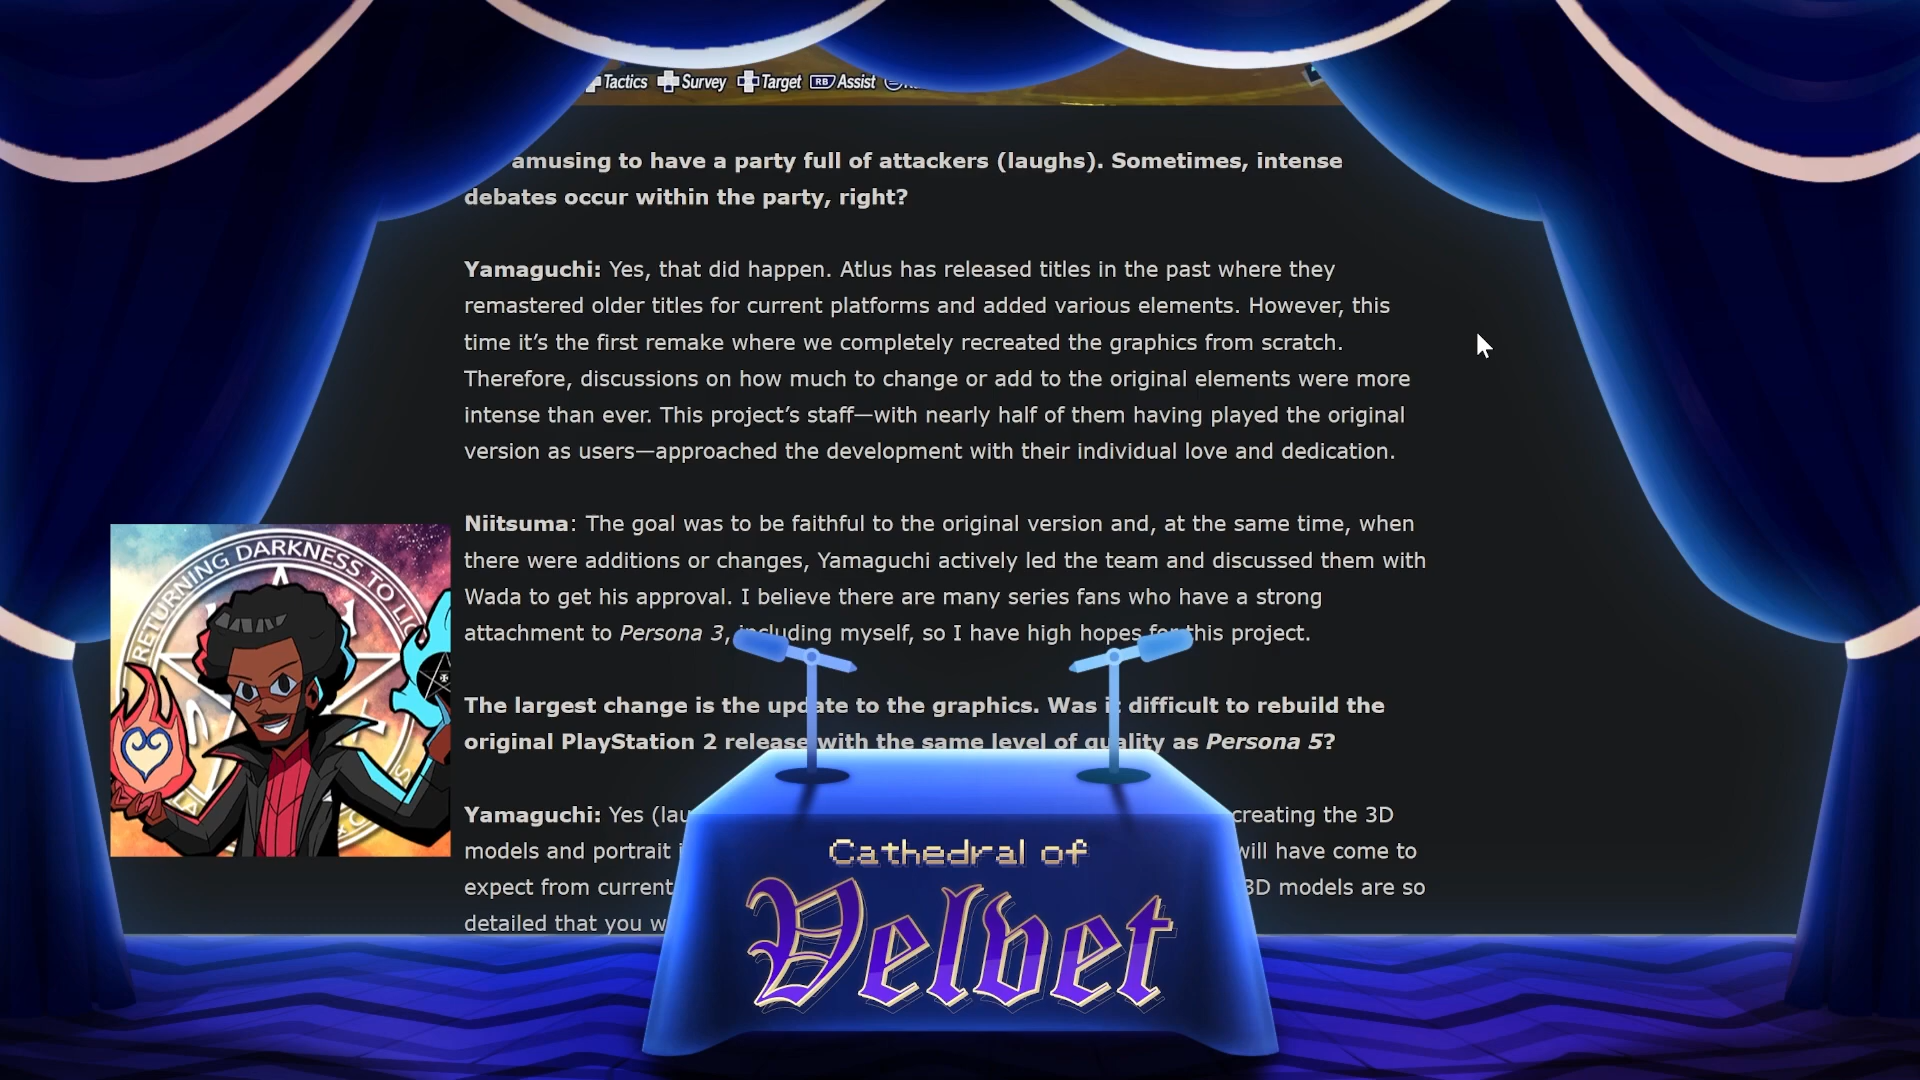 Tactics Survey Target RB Assist
amusing to have a party full of attackers (laughs). Sometimes, intense
debates occur within the party, right?
Yamaguchi: Yes, that did happen. Atlus has released titles in the past where they
remastered older titles for current platforms and added various elements. However, this
time it’s the first remake where we completely recreated the graphics from scratch.
Therefore, discussions on how much to change or add to the original elements were more
intense than ever. This project’s staff—with nearly half of them having played the original
version as users—approached the development with their individual love and dedication.
Niitsuma: The goal was to be faithful to the original version and, at the same time, when
there were additions or changes, Yamaguchi actively led the team and discussed them with
Wada to get his approval. I believe there are many series fans who have a strong
attachment to Persona 3, including myself, so I have high hopes for this project.
The largest change is the update to the graphics. Was it difficult to rebuild the
original PlayStation 2 release with the same level of quality as Persona 5?
Yamaguchi: Yes (lau creating the 3D
models and portrait will have come to
expect from current 3D models are so
detailed that you w
RETURNING DARKNESS TO
Cathedral of
Velvet